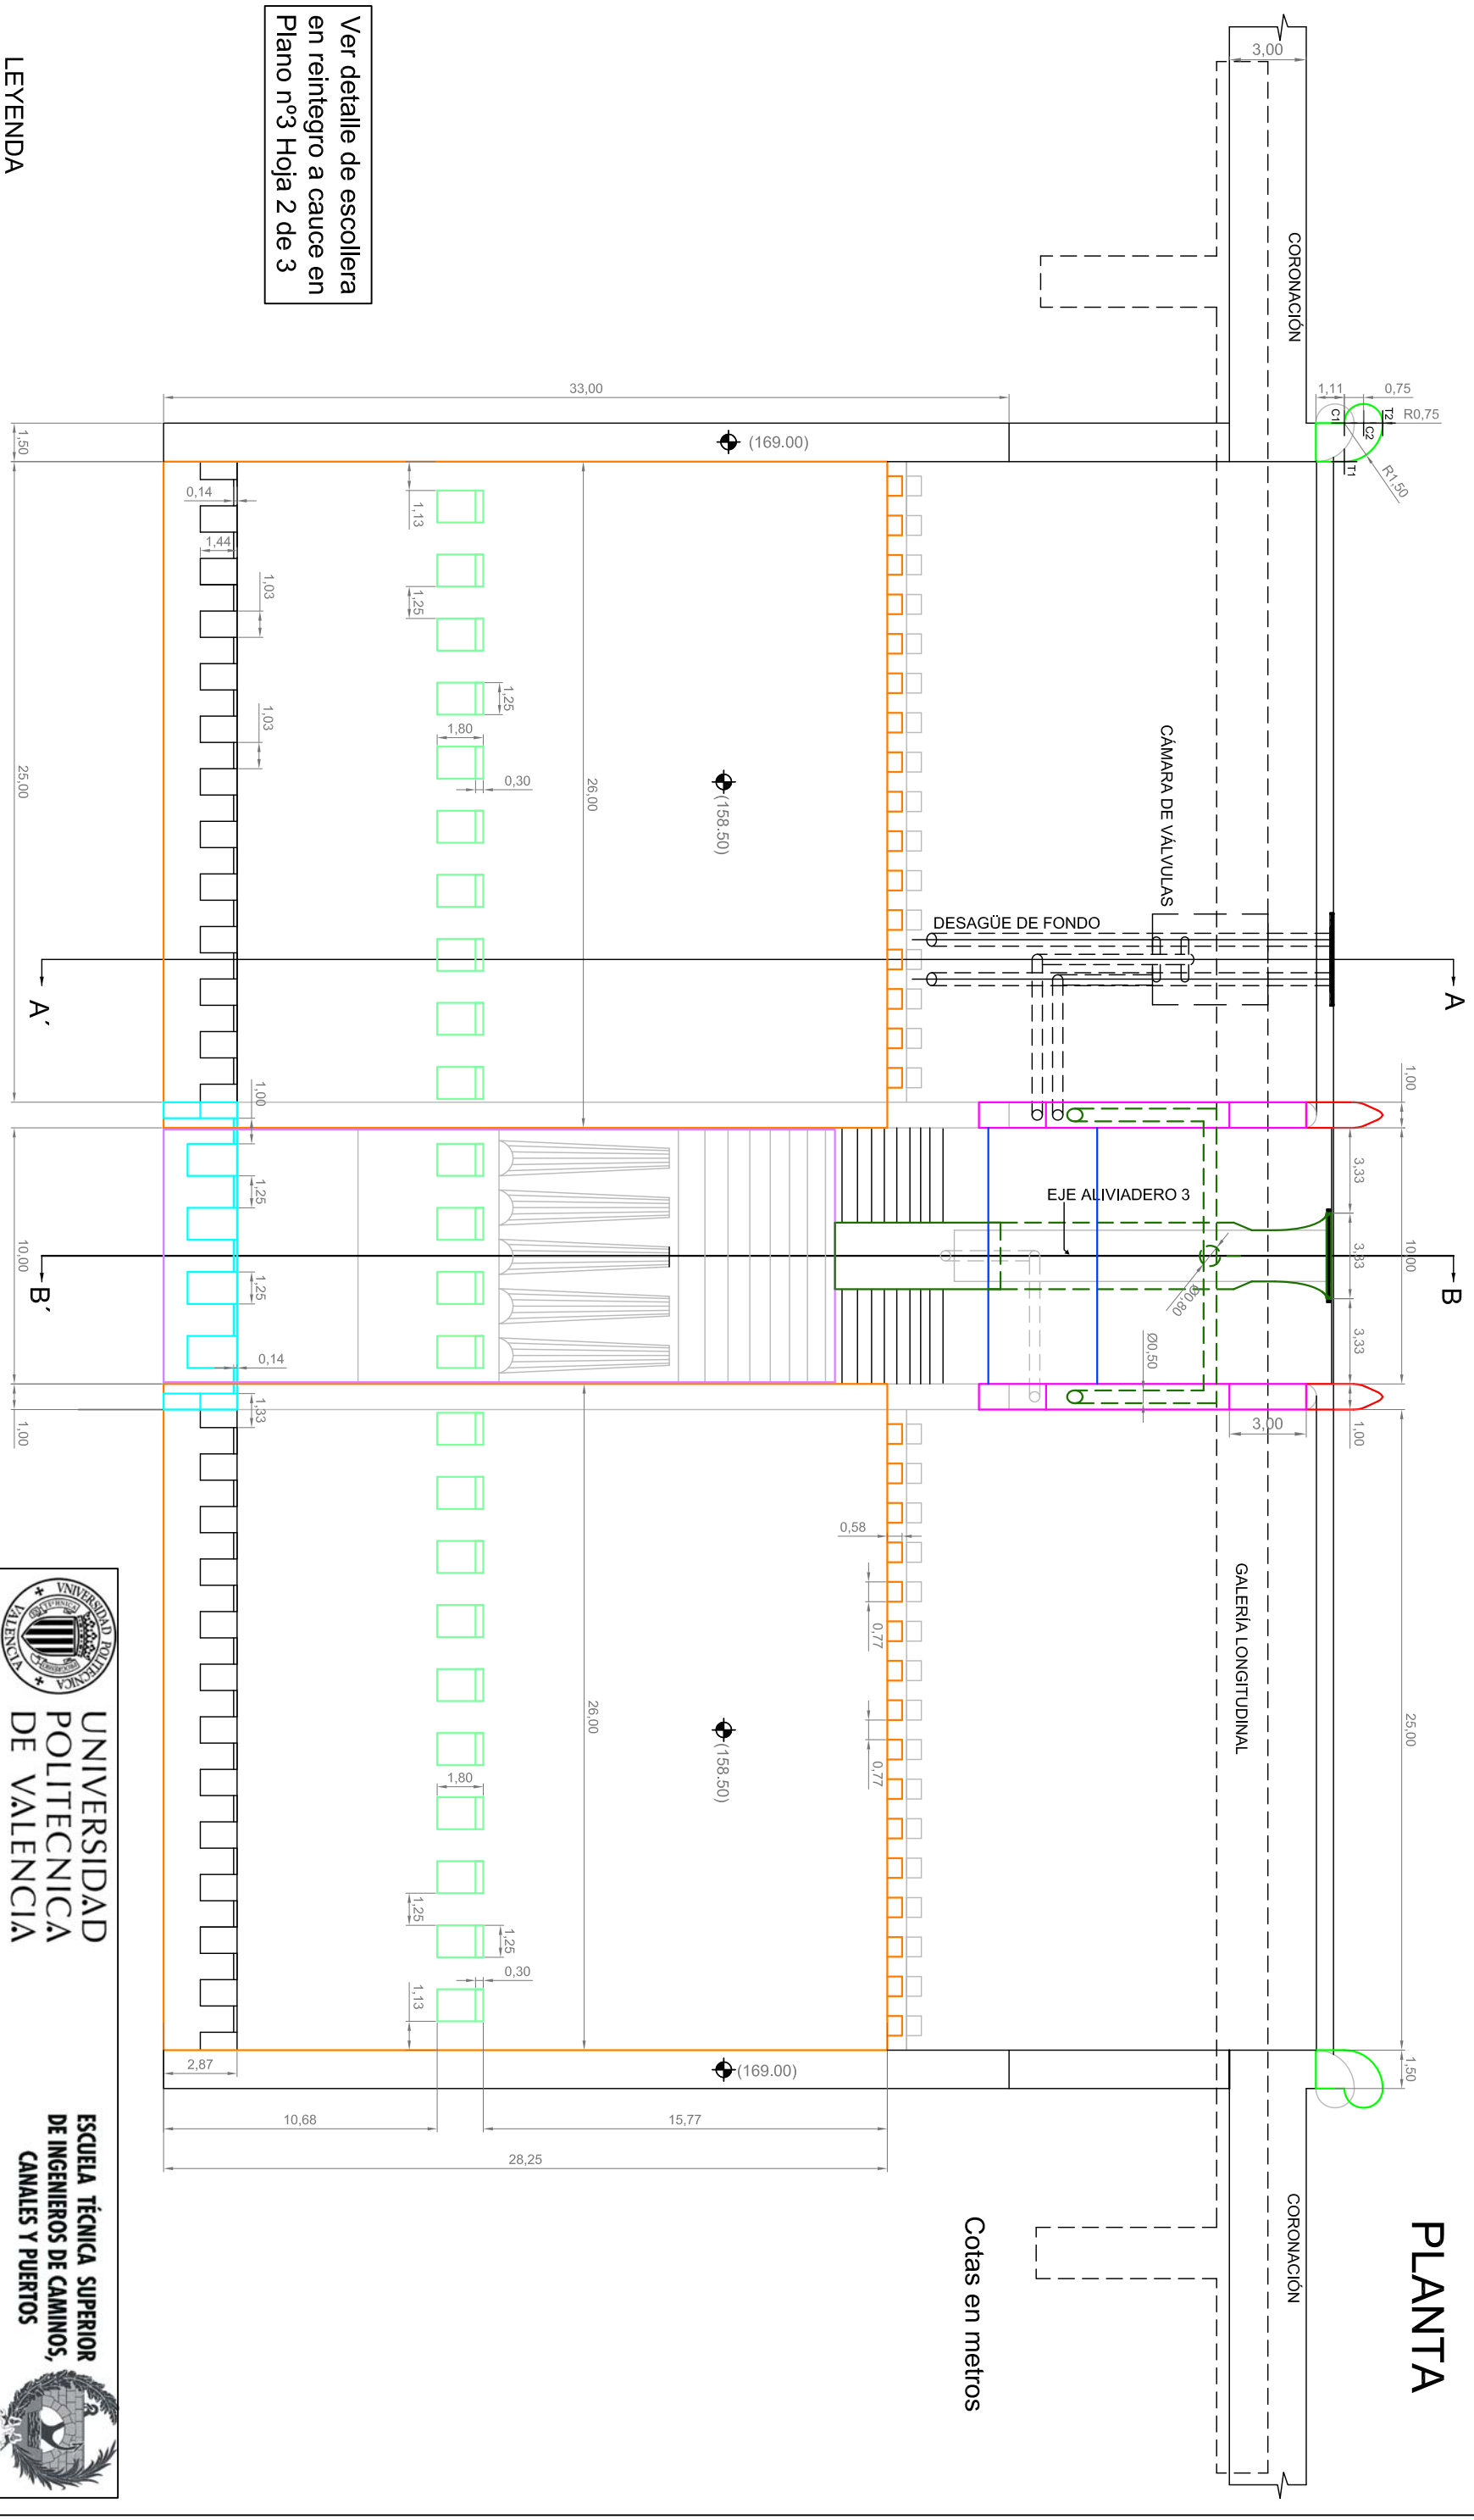 PLANTA
Cotas en metros
CORONACIÓN
CORONACIÓN
GALERÍA LONGITUDINAL
CÁMARA DE VÁLVULAS
DESAGÜE DE FONDO
EJE ALIVIADERO 3
A
A´
B
B´
3,00
1,11
0,75
R0,75
R1,50
C1
C2
T1
T2
33,00
(169.00)
1,50
25,00
0,14
1,44
1,03
1,03
1,13
1,25
1,25
1,80
0,30
26,00
(158.50)
1,00
3,33
3,33
3,33
10,00
1,00
Ø0,80
Ø0,50
3,00
1,00
1,25
1,25
0,14
1,33
10,00
1,00
25,00
1,50
0,58
0,77
0,77
26,00
(158.50)
1,80
1,25
1,25
0,30
1,13
(169.00)
2,87
10,68
15,77
28,25
1,00
Ver detalle de escollera
en reintegro a cauce en
Plano nº3 Hoja 2 de 3
LEYENDA
VNIVERSIDAD POLITECNICA
VALENCIA
UNIVERSIDAD
POLITECNICA
DE VALENCIA
ESCUELA TÉCNICA SUPERIOR
DE INGENIEROS DE CAMINOS,
CANALES Y PUERTOS